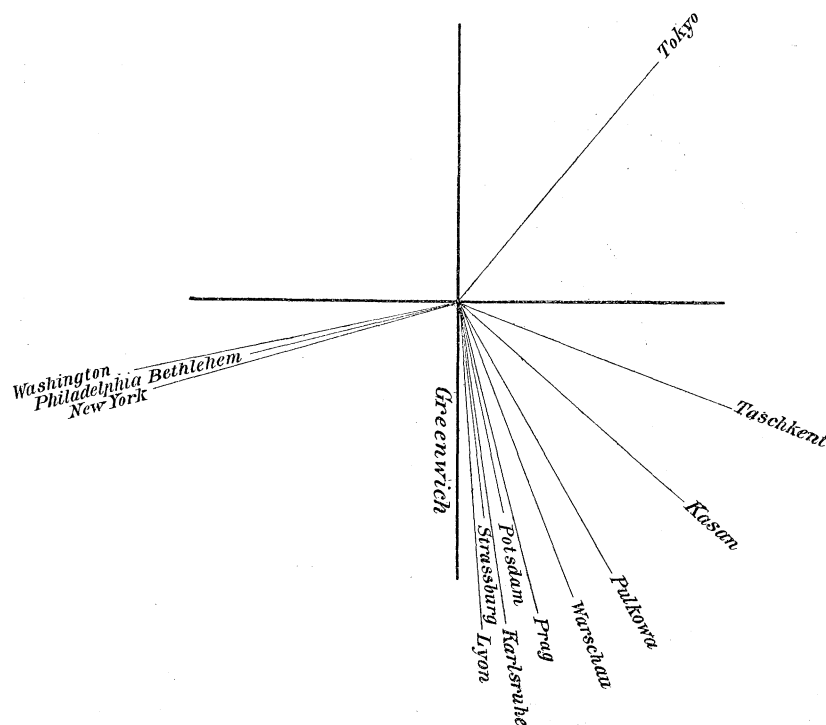 Tokyo
Washington
Philadelphia Bethlehem
New York
Greenwich
Taschkent
Kasan
Pulkowa
Warschau
Prag
Potsdam
Karlsruhe
Strassburg
Lyon